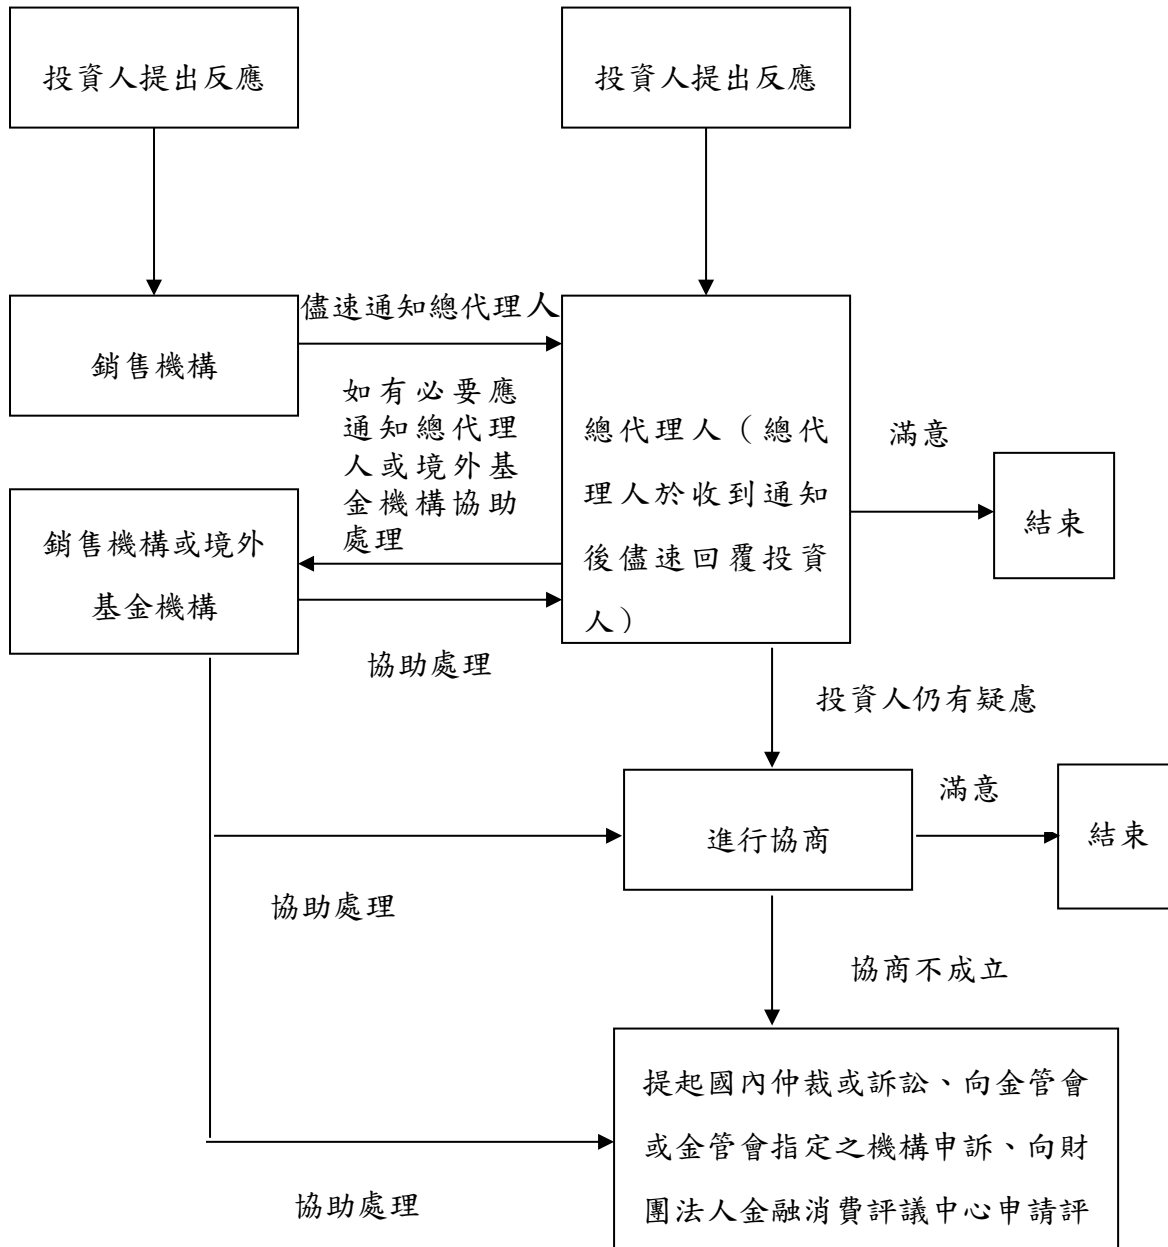 投資人提出反應
投資人提出反應
儘速通知總代理人
銷售機構
如有必要應
通知總代理
人或境外基
金機構協助
處理
總代理人（總代
理人於收到通知
後儘速回覆投資
人）
滿意
結束
銷售機構或境外
基金機構
協助處理
投資人仍有疑慮
進行協商
滿意
結束
協助處理
協商不成立
提起國內仲裁或訴訟、向金管會
或金管會指定之機構申訴、向財
團法人金融消費評議中心申請評
協助處理